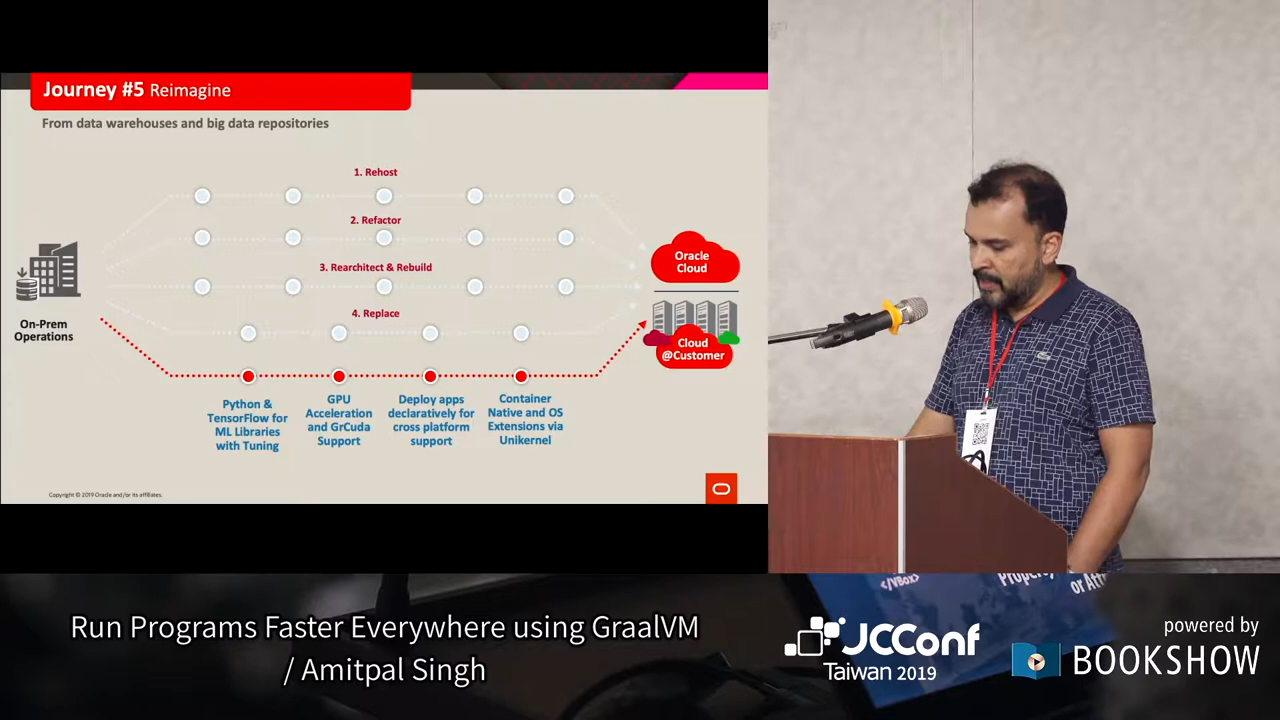 Journey #5 Reimagine
From data warehouses and big data repositories
1. Rehost
2. Refactor
3. Rearchitect & Rebuild
4. Replace
On-Prem
Operations
Oracle
Cloud
Cloud
@Customer
Python &
TensorFlow for
ML Libraries
with Tuning
GPU
Acceleration
and GrCuda
Support
Deploy apps
declaratively for
cross platform
support
Container
Native and OS
Extensions via
Unikernel
Copyright © 2019 Oracle and/or its affiliates.
</VBox>
Run Programs Faster Everywhere using GraalVM
/ Amitpal Singh
JCConf
Taiwan 2019
powered by
BOOKSHOW